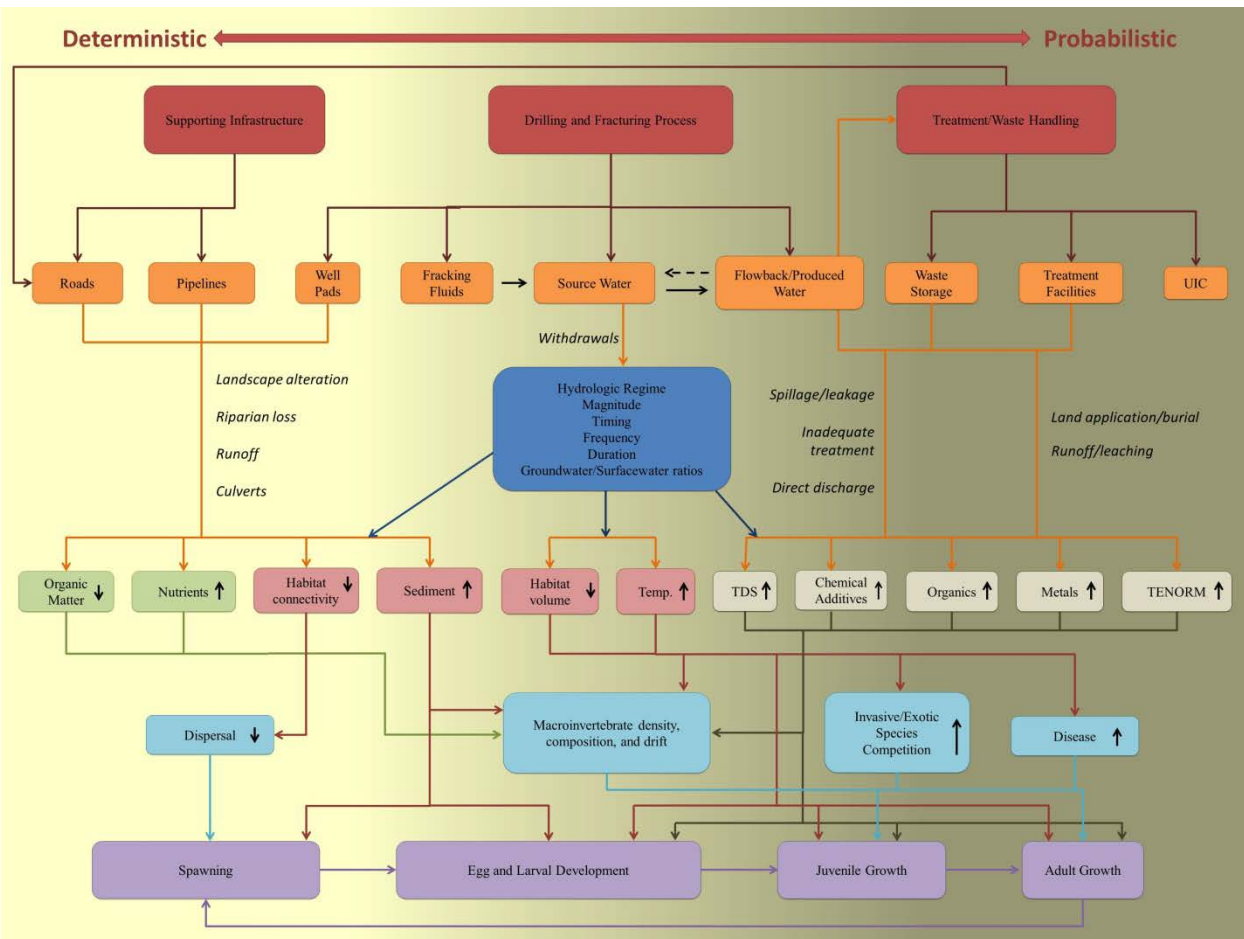 Deterministic
Probabilistic
Supporting Infrastructure
Drilling and Fracturing Process
Treatment/Waste Handling
Roads
Pipelines
Well
Pads
Fracking
Fluids
Source Water
Flowback/Produced
Water
Waste
Storage
Treatment
Facilities
UIC
Withdrawals
Landscape alteration
Riparian loss
Runoff
Culverts
Hydrologic Regime
Magnitude
Timing
Frequency
Duration
Groundwater/Surfacewater ratios
Spillage/leakage
Inadequate
treatment
Direct discharge
Land application/burial
Runoff/leaching
Organic
Matter
Nutrients
Habitat
connectivity
Sediment
Habitat
volume
Temp.
TDS
Chemical
Additives
Organics
Metals
TENORM
Dispersal
Macroinvertebrate density,
composition, and drift
Invasive/Exotic
Species
Competition
Disease
Spawning
Egg and Larval Development
Juvenile Growth
Adult Growth